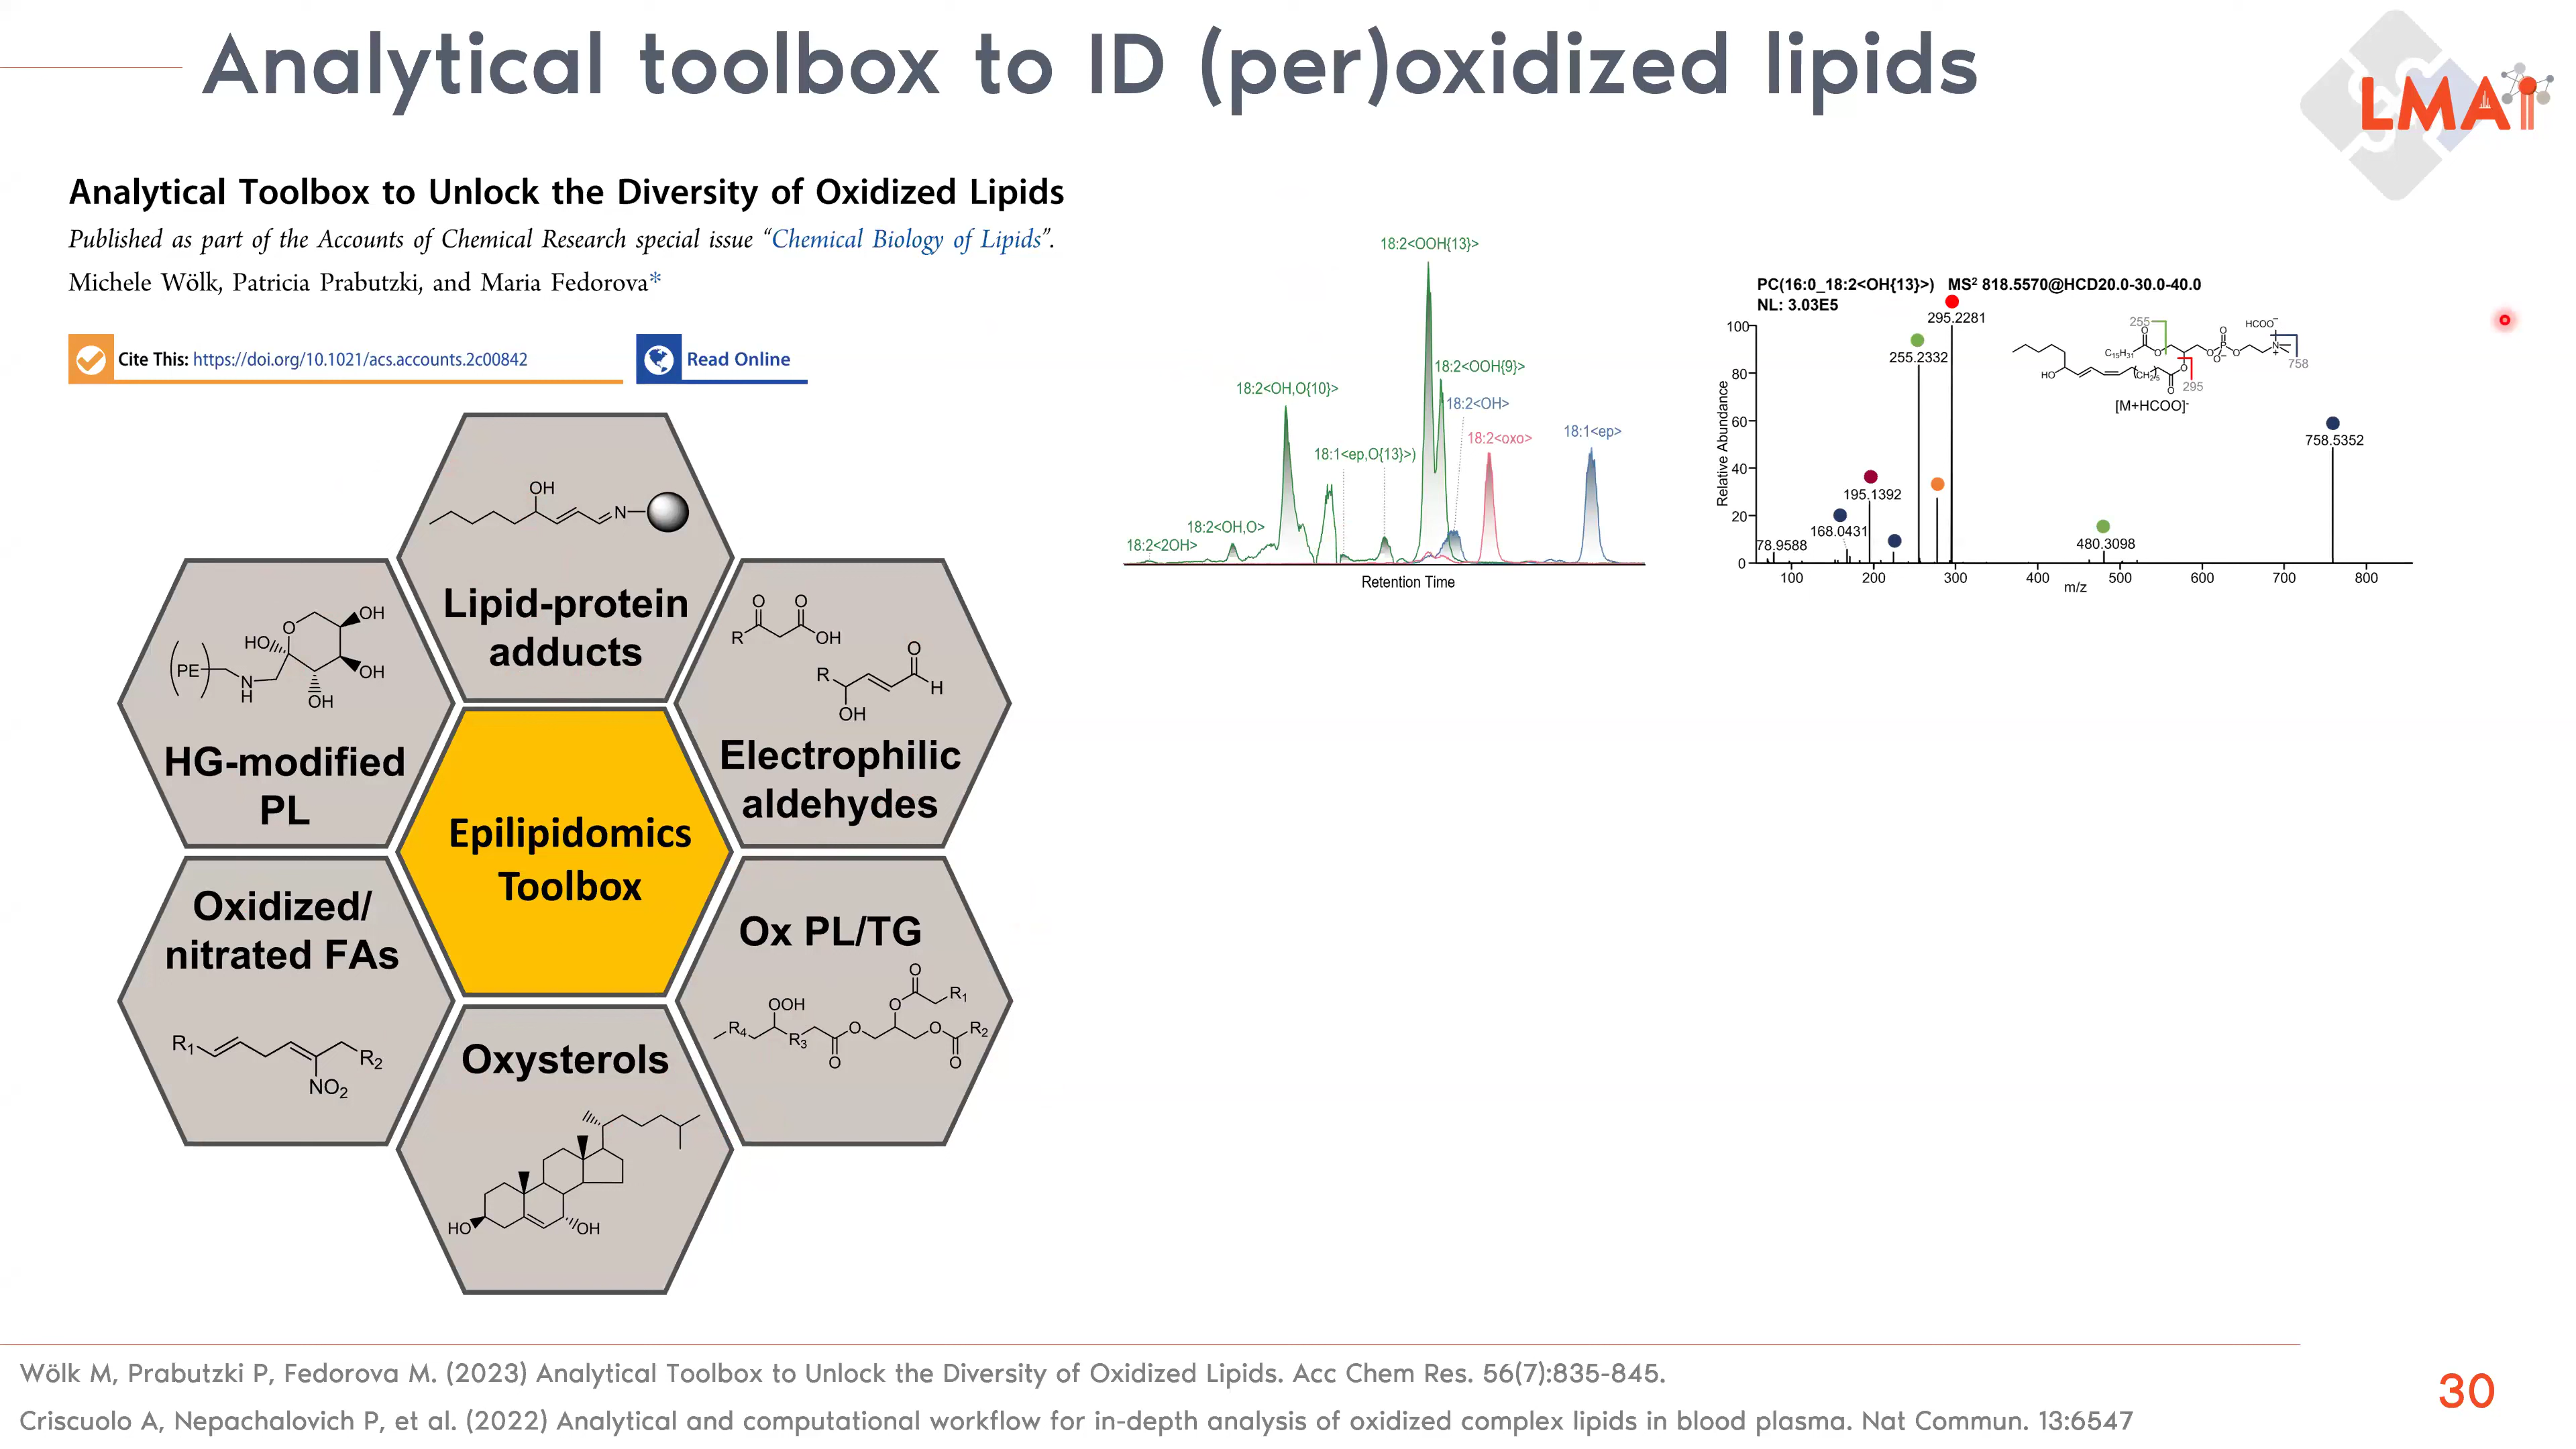 Analytical toolbox to ID (per)oxidized lipids
LMAI
Analytical Toolbox to Unlock the Diversity of Oxidized Lipids
Published as part of the Accounts of Chemical Research special issue “Chemical Biology of Lipids”.
Michele Wölk, Patricia Prabutzki, and Maria Fedorova*
Cite This: https://doi.org/10.1021/acs.accounts.2c00842
Read Online
OH
N
Lipid-protein
adducts
(PE)
N
H
HO
O
OH
OH
OH
HG-modified
PL
O
O
R
OH
O
R
H
OH
Electrophilic
aldehydes
Epilipidomics
Toolbox
Oxidized/
nitrated FAs
R1
R2
NO2
Ox PL/TG
O
OOH
O
R1
R4
R3
O
O
R2
O
O
Oxysterols
HO
OH
18:2<OOH{13}>
18:2<OOH{9}>
18:2<OH,O{10}>
18:2<OH>
18:2<oxo>
18:1<ep>
18:1<ep,O{13}>)
18:2<OH,O>
18:2<2OH>
Retention Time
PC(16:0_18:2<OH{13}>) MS2 818.5570@HCD20.0-30.0-40.0
NL: 3.03E5
Relative Abundance
100
80
60
40
20
0
295.2281
255.2332
195.1392
168.0431
78.9588
480.3098
758.5352
255
O
C15H31
O
O
O
P
O-
O
HCOO-
N
+
758
HO
(CH2)5
O
O
295
[M+HCOO]-
100 200 300 400 500 600 700 800
m/z
Wölk M, Prabutzki P, Fedorova M. (2023) Analytical Toolbox to Unlock the Diversity of Oxidized Lipids. Acc Chem Res. 56(7):835-845.
Criscuolo A, Nepachalovich P, et al. (2022) Analytical and computational workflow for in-depth analysis of oxidized complex lipids in blood plasma. Nat Commun. 13:6547
30